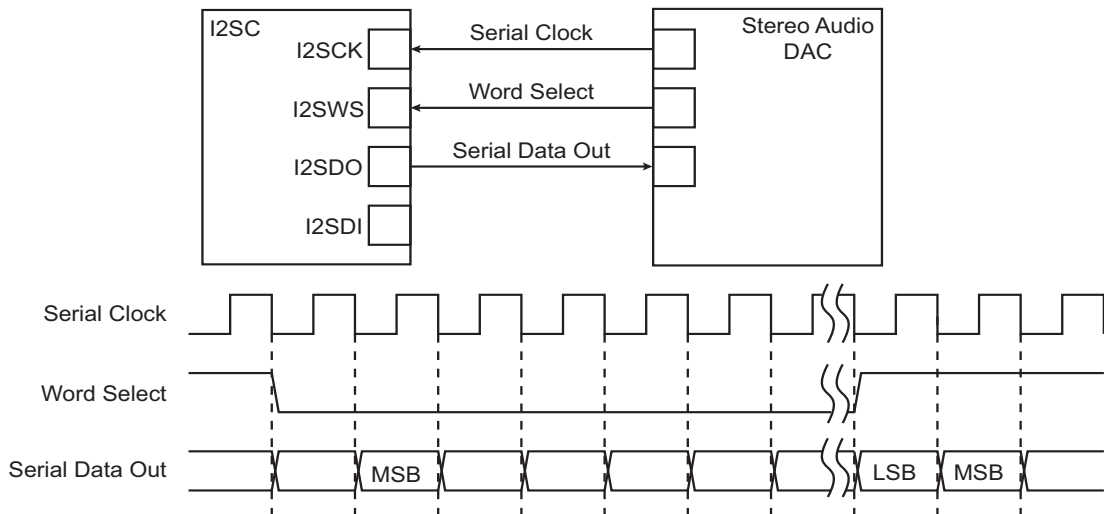 I2SC
Stereo Audio
DAC
I2SCK
Serial Clock
I2SWS
Word Select
I2SDO
Serial Data Out
I2SDI
Serial Clock
Word Select
Serial Data Out
MSB
LSB
MSB